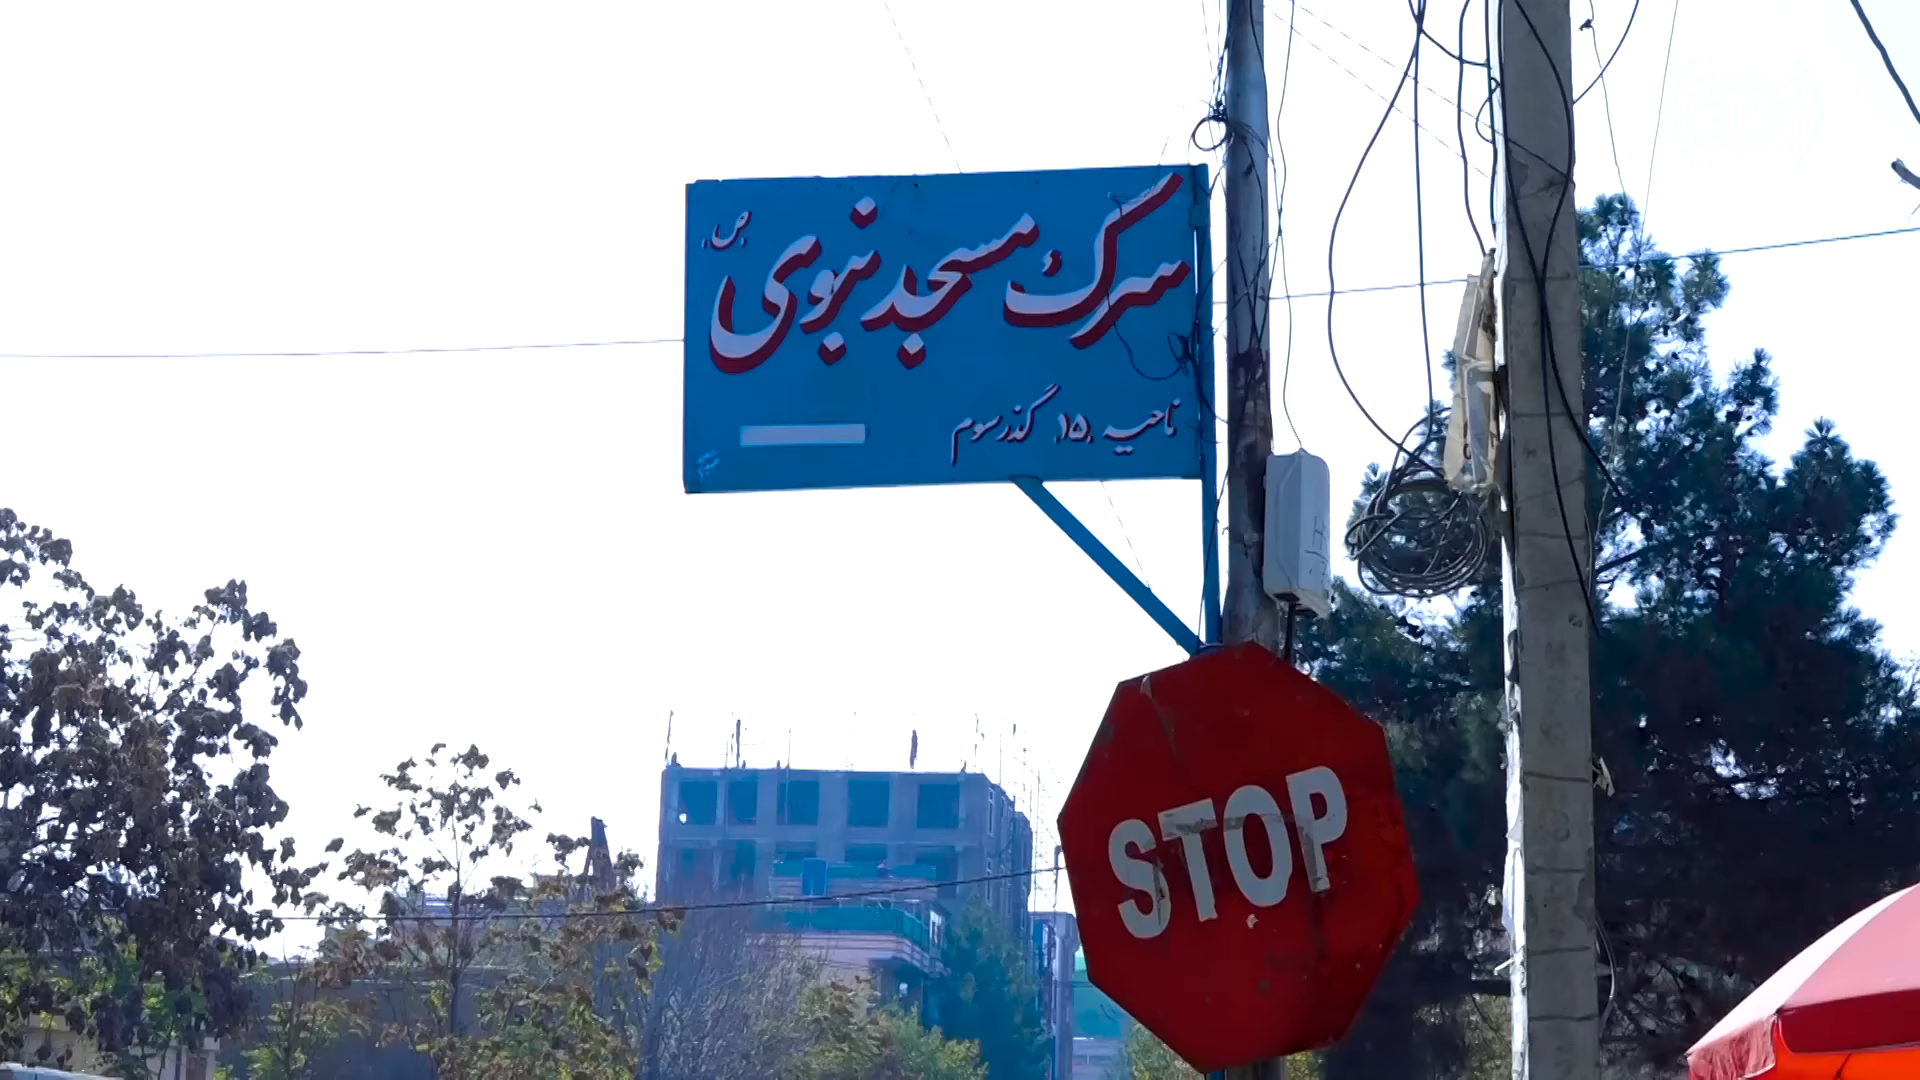 سرک مسجد نبوی (ص)
ناحیه (۱۵) گذر سوم
STOP